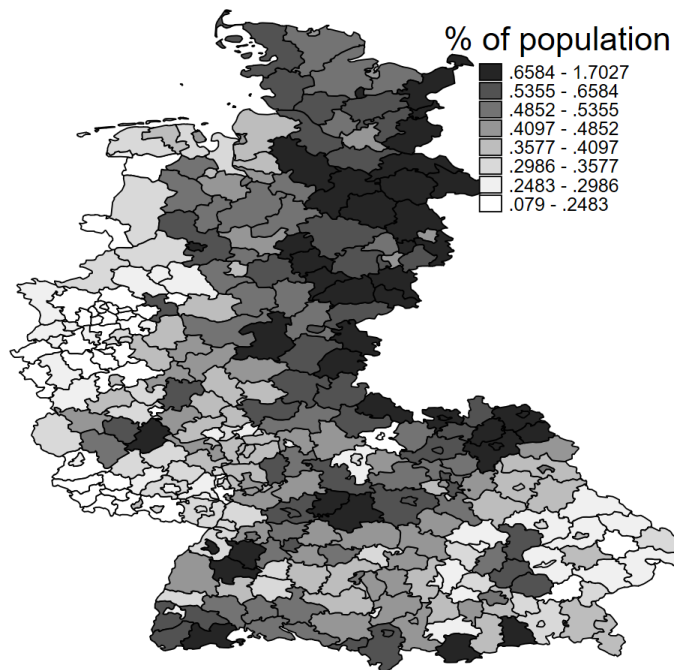 % of population
.6584 - 1.7027
.5355 - .6584
.4852 - .5355
.4097 - .4852
.3577 - .4097
.2986 - .3577
.2483 - .2986
.079 - .2483